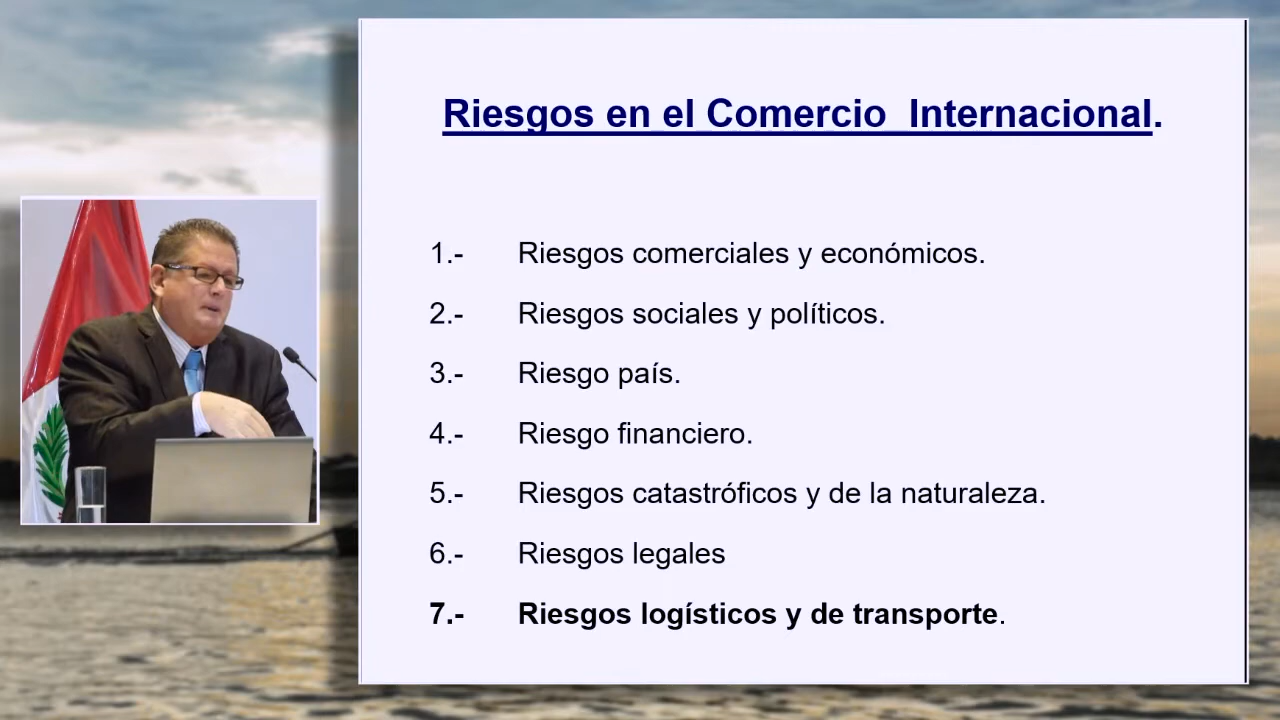 Riesgos en el Comercio  Internacional.
1.- Riesgos comerciales y económicos.
2.- Riesgos sociales y políticos.
3.- Riesgo país.
4.- Riesgo financiero.
5.- Riesgos catastróficos y de la naturaleza.
6.- Riesgos legales
7.- Riesgos logísticos y de transporte.